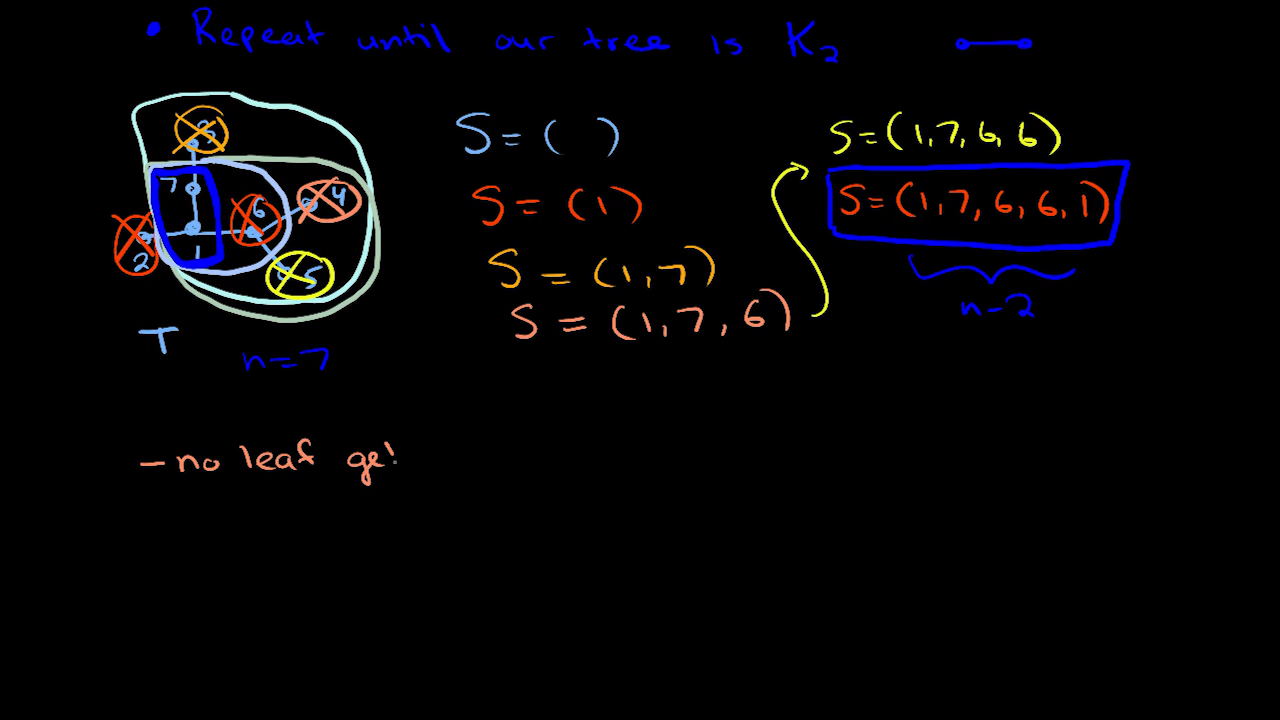 • Repeat until our tree is K₂
3
7
6
4
2
1
5
T
n=7
S=( )
S=(1)
S=(1,7)
S=(1,7,6)
S=(1,7,6,6)
S=(1,7,6,6,1)
n-2
- no leaf